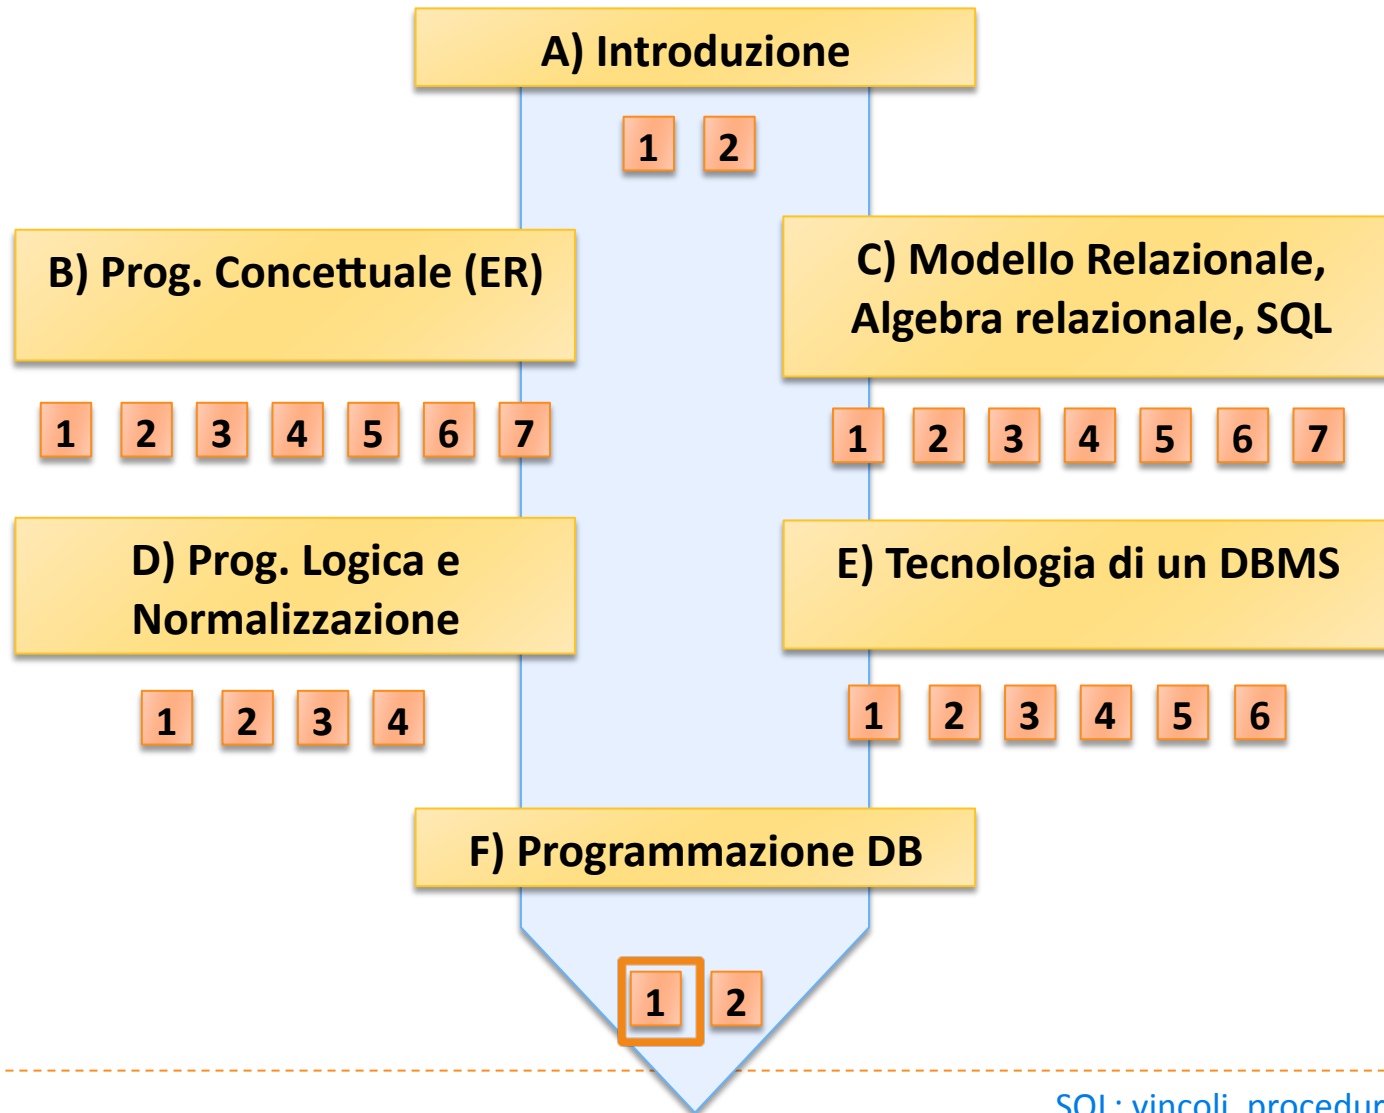 A) Introduzione
1 2
B) Prog. Concettuale (ER)
C) Modello Relazionale,
Algebra relazionale, SQL
1 2 3 4 5 6 7
1 2 3 4 5 6 7
D) Prog. Logica e
Normalizzazione
E) Tecnologia di un DBMS
1 2 3 4
1 2 3 4 5 6
F) Programmazione DB
1 2
SQL: vincoli,